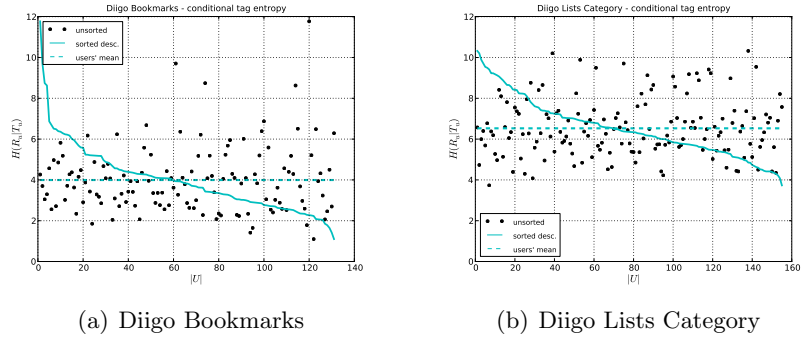 Diigo Bookmarks - conditional tag entropy
12
10
8
6
4
2
0
H(R_u|T_u)
unsorted
sorted desc.
users' mean
0 20 40 60 80 100 120 140
|U|
(a) Diigo Bookmarks
Diigo Lists Category - conditional tag entropy
12
10
8
6
4
2
0
H(R_u|T_u)
unsorted
sorted desc.
users' mean
0 20 40 60 80 100 120 140 160
|U|
(b) Diigo Lists Category